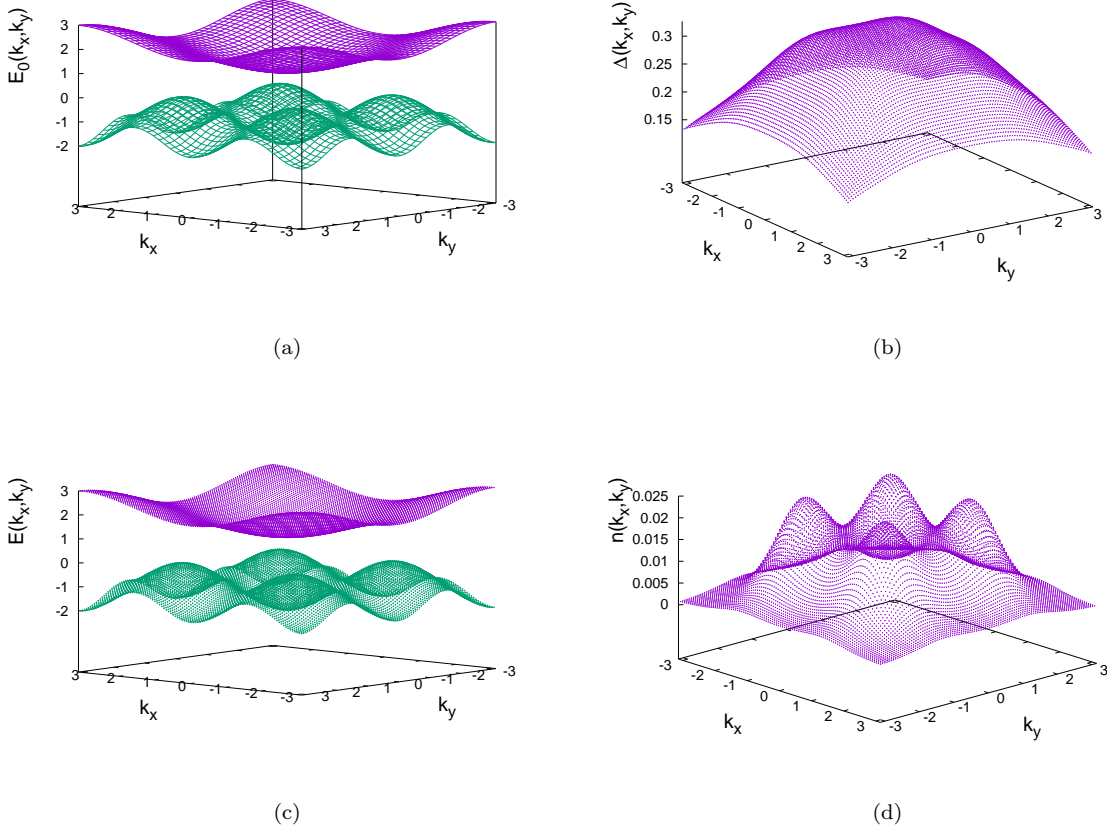 E0(kx,ky)
3
2
1
0
-1
-2
3 2 1 0 -1 -2 -3
kx
3 2 1 0 -1 -2 -3
ky
(a)
Δ(kx,ky)
0.3
0.25
0.2
0.15
-3 -2 -1 0 1 2 3
kx
-3 -2 -1 0 1 2 3
ky
(b)
E(kx,ky)
3
2
1
0
-1
-2
3 2 1 0 -1 -2 -3
kx
3 2 1 0 -1 -2 -3
ky
(c)
n(kx,ky)
0.025
0.02
0.015
0.01
0.005
0
-3 -2 -1 0 1 2 3
kx
-3 -2 -1 0 1 2 3
ky
(d)